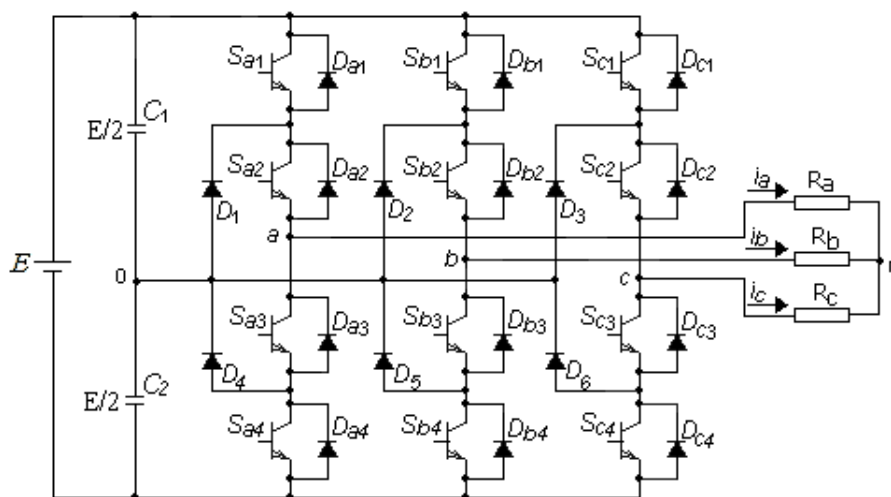 Sa1 Da1 Sb1 Db1 Sc1 Dc1
C1
E/2
Sa2 Da2 Sb2 Db2 Sc2 Dc2
D1 D2 D3
ia Ra
a
ib Rb
b
E 0 c n
ic Rc
Sa3 Da3 Sb3 Db3 Sc3 Dc3
D4 D5 D6
C2
E/2
Sa4 Da4 Sb4 Db4 Sc4 Dc4